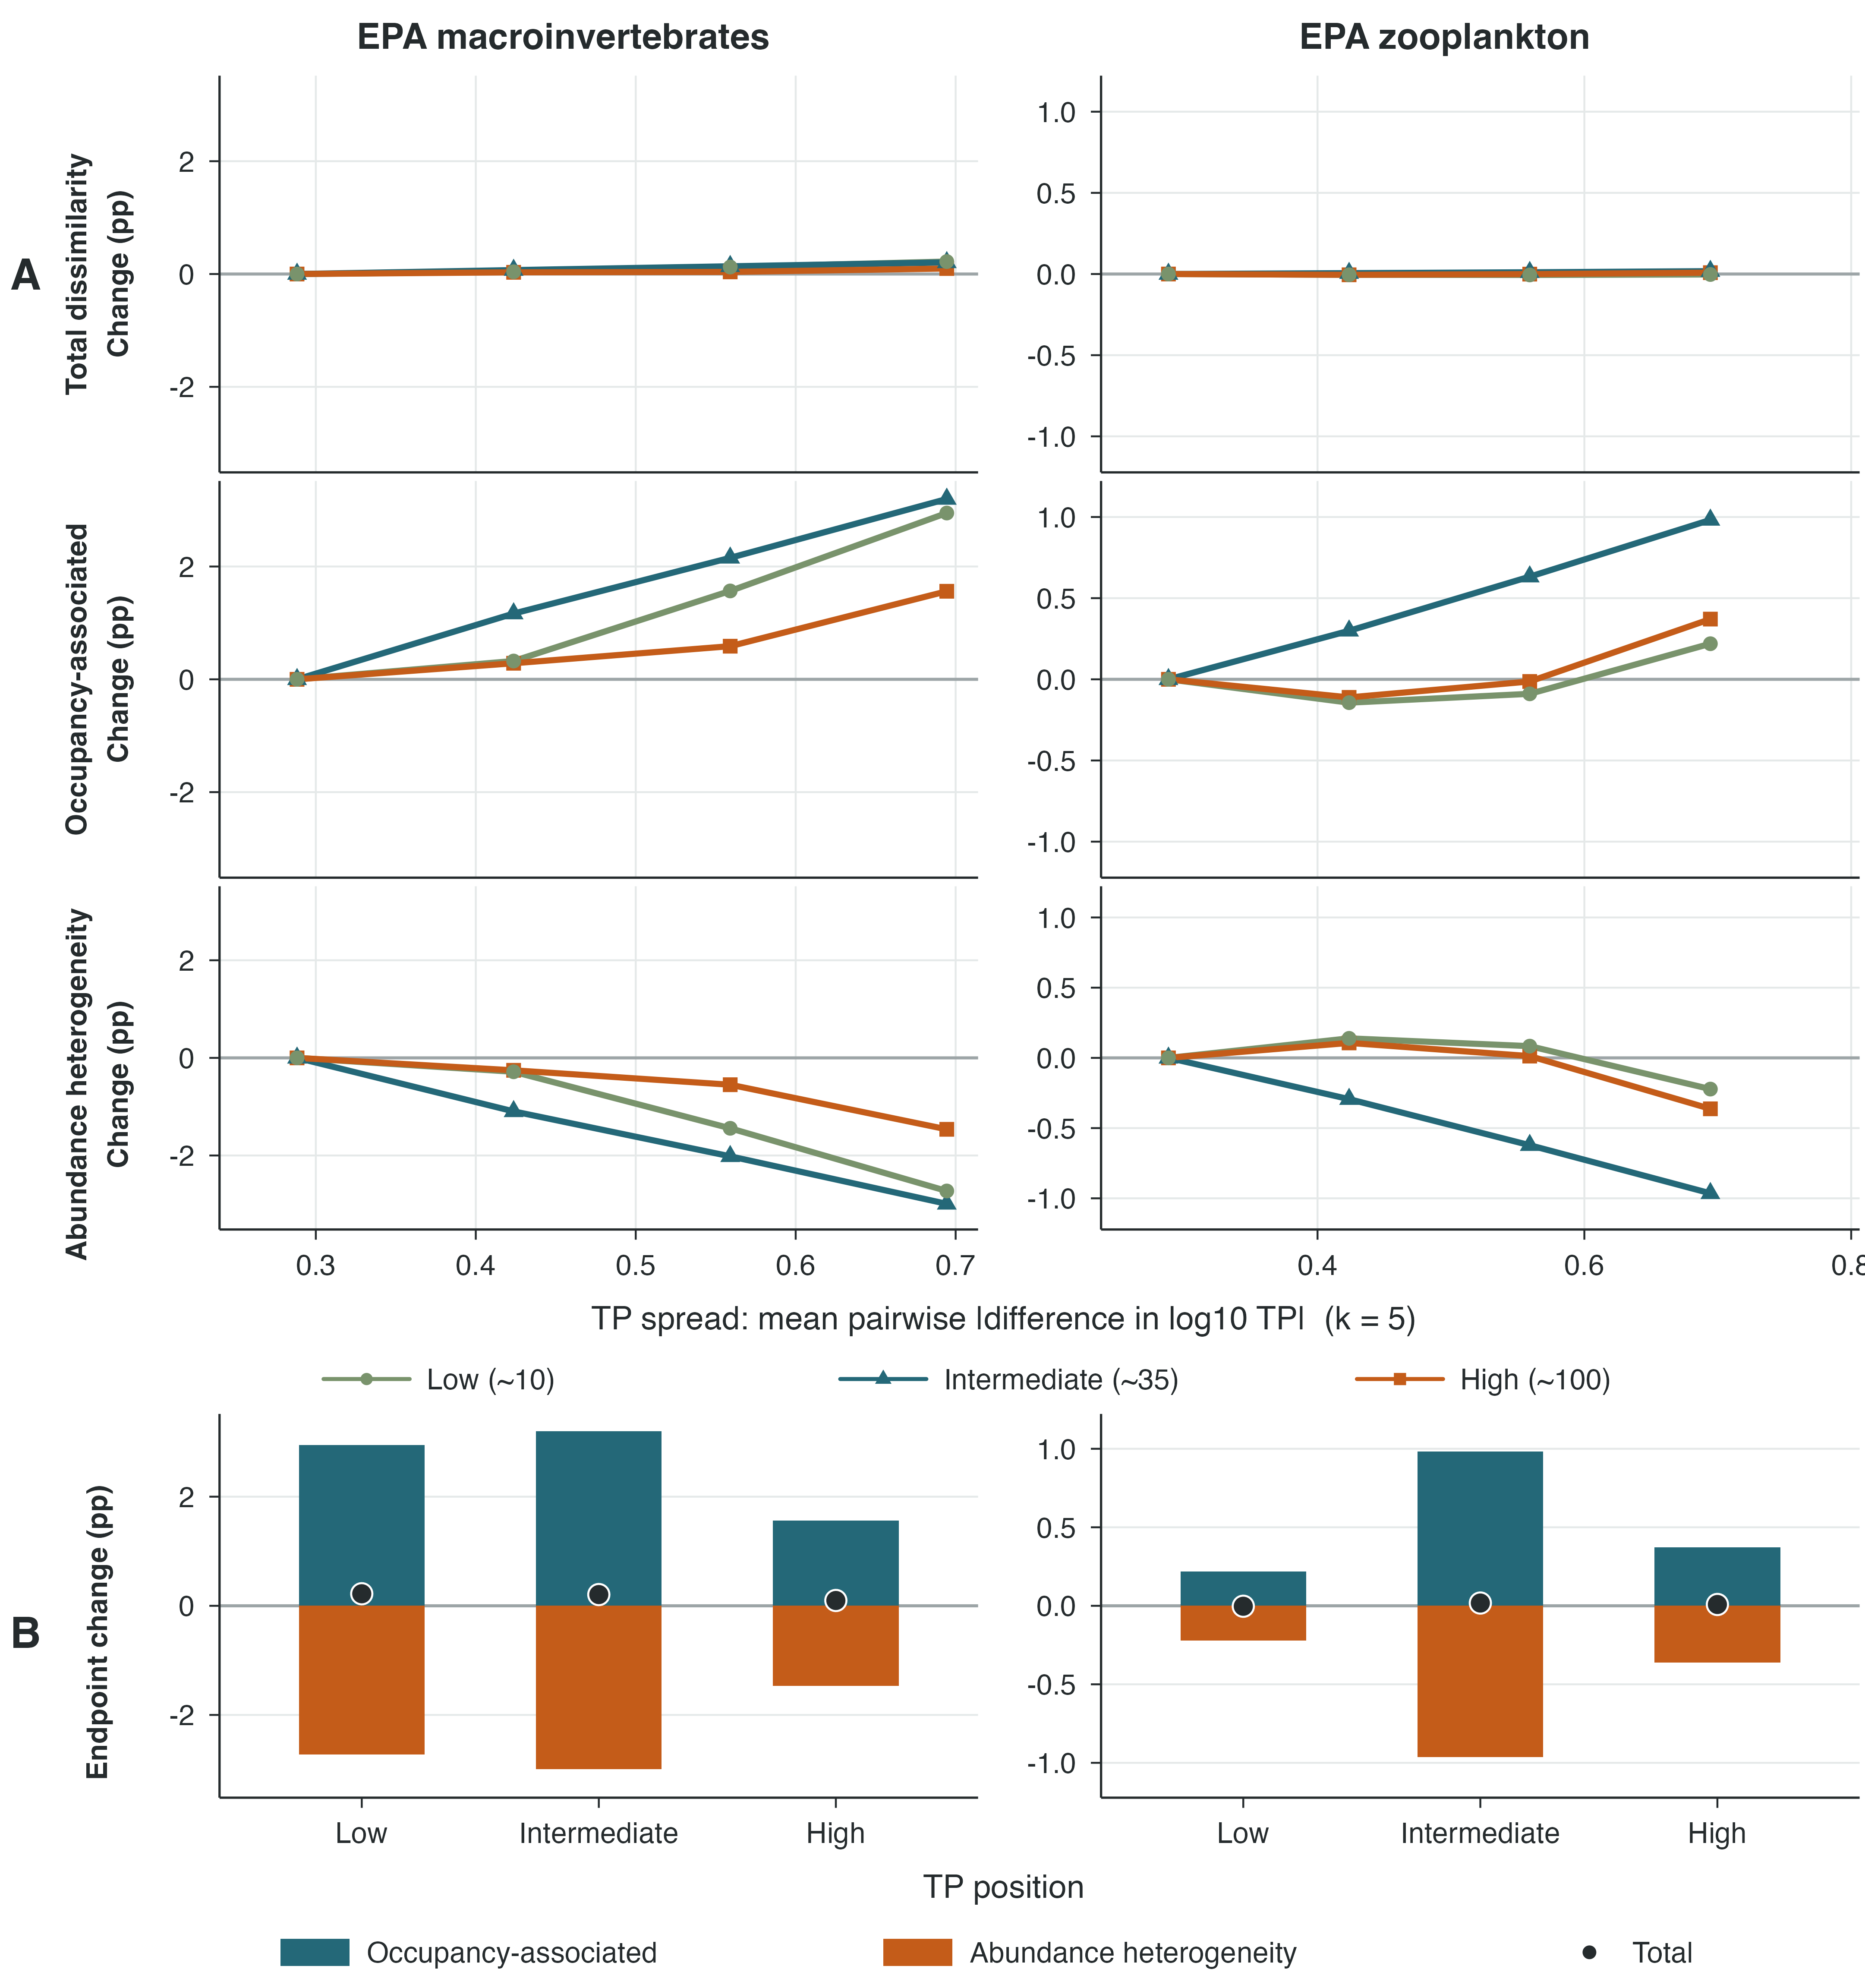 EPA macroinvertebrates
EPA zooplankton
A
Total dissimilarity
Change (pp)
2
0
-2
1.0
0.5
0.0
-0.5
-1.0
Occupancy-associated
Change (pp)
2
0
-2
1.0
0.5
0.0
-0.5
-1.0
Abundance heterogeneity
Change (pp)
2
0
-2
1.0
0.5
0.0
-0.5
-1.0
0.3 0.4 0.5 0.6 0.7
0.4 0.6 0.8
TP spread: mean pairwise |difference in log10 TP| (k = 5)
Low (~10) Intermediate (~35) High (~100)
B
Endpoint change (pp)
2
0
-2
1.0
0.5
0.0
-0.5
-1.0
Low Intermediate High
Low Intermediate High
TP position
Occupancy-associated Abundance heterogeneity Total